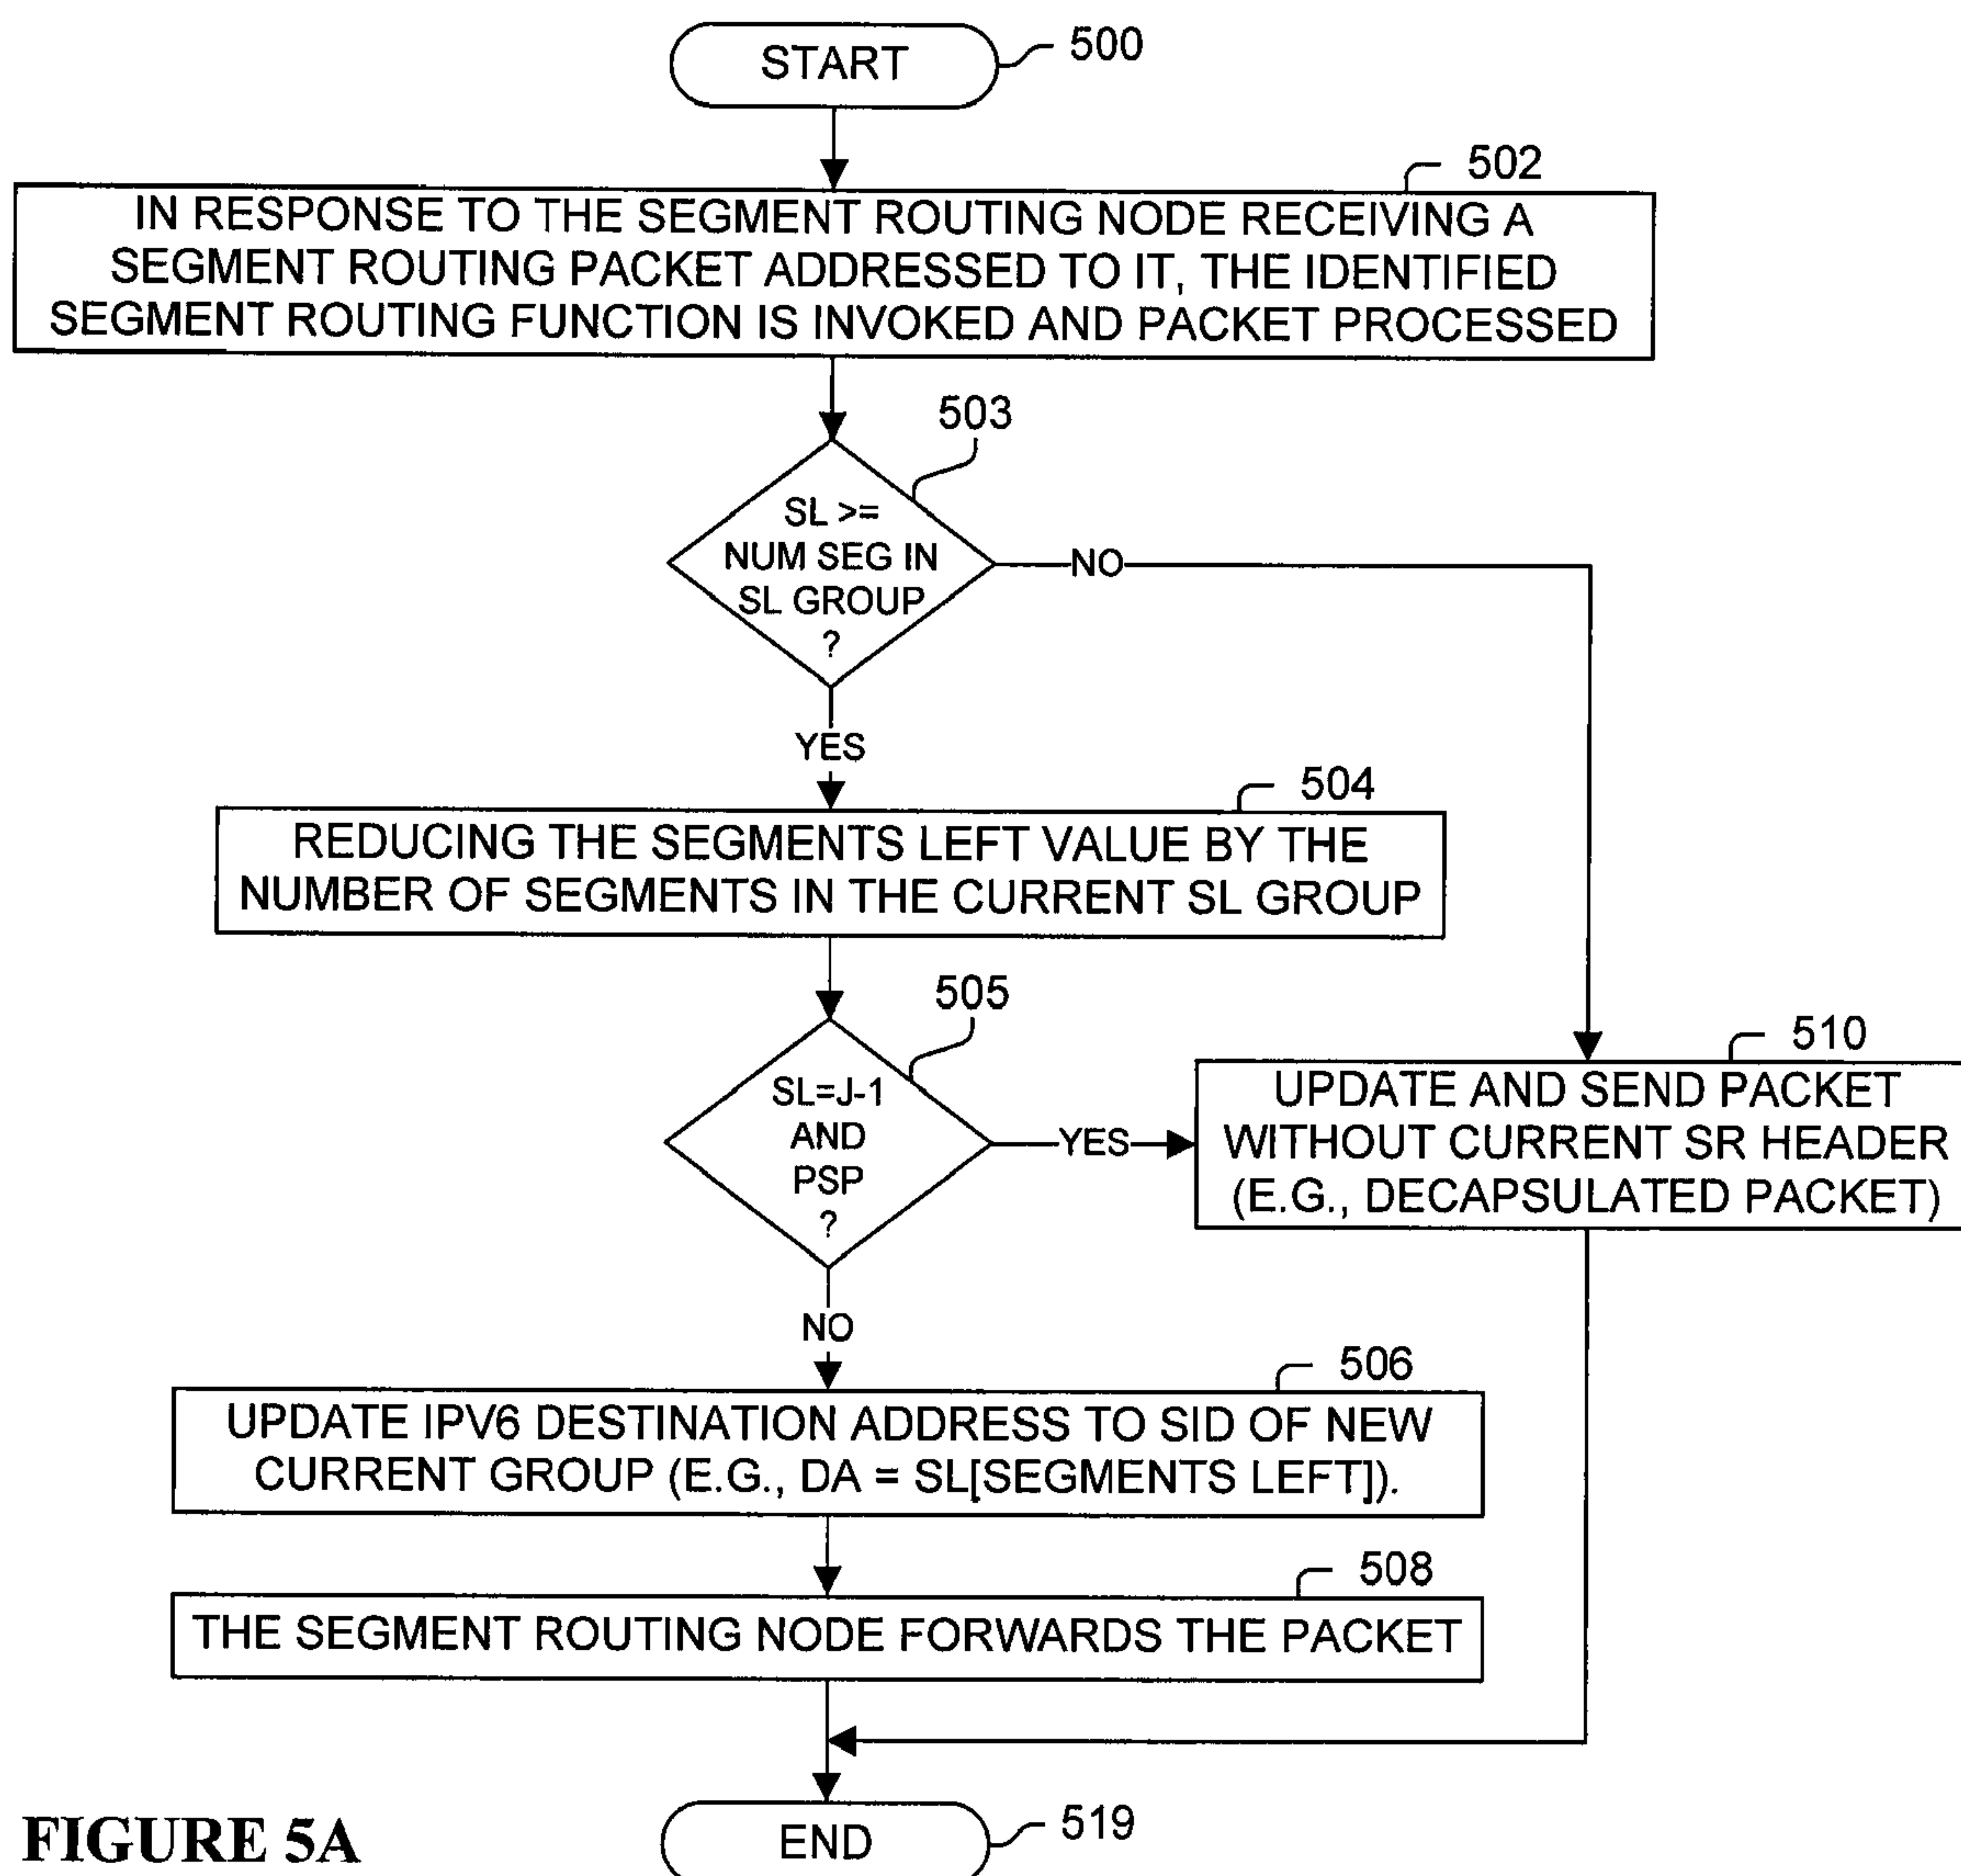 START
500
502
IN RESPONSE TO THE SEGMENT ROUTING NODE RECEIVING A
SEGMENT ROUTING PACKET ADDRESSED TO IT, THE IDENTIFIED
SEGMENT ROUTING FUNCTION IS INVOKED AND PACKET PROCESSED
503
SL >=
NUM SEG IN
SL GROUP
?
NO
YES
504
REDUCING THE SEGMENTS LEFT VALUE BY THE
NUMBER OF SEGMENTS IN THE CURRENT SL GROUP
505
SL=J-1
AND
PSP
?
YES
510
UPDATE AND SEND PACKET
WITHOUT CURRENT SR HEADER
(E.G., DECAPSULATED PACKET)
NO
506
UPDATE IPV6 DESTINATION ADDRESS TO SID OF NEW
CURRENT GROUP (E.G., DA = SL[SEGMENTS LEFT]).
508
THE SEGMENT ROUTING NODE FORWARDS THE PACKET
END
519
FIGURE 5A